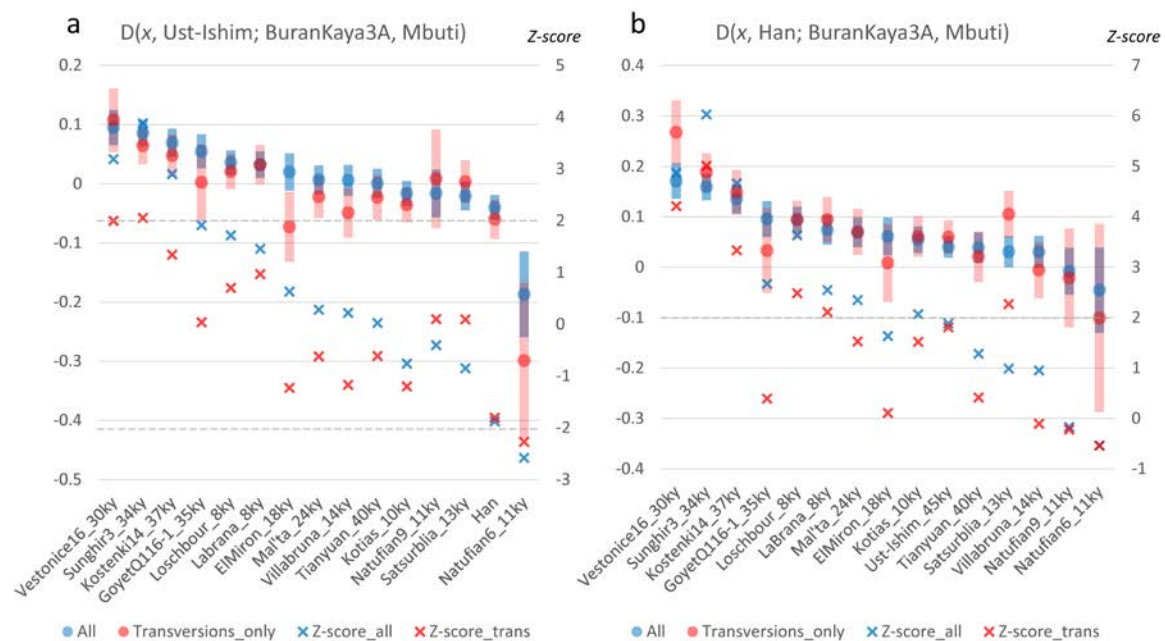 a
D(x, Ust-Ishim; BuranKaya3A, Mbuti)
Z-score
0.2
0.1
0
-0.1
-0.2
-0.3
-0.4
-0.5
5
4
3
2
1
0
-1
-2
-3
Vestonice16_30ky
Sunghir3_34ky
Kostenki14_37ky
GoyetQ116-1_35ky
Loschbour_8ky
Labrana_8ky
ElMiron_18ky
Mal'ta_24ky
Villabruna_14ky
Tianyuan_40ky
Kotias_10ky
Natufian9_11ky
Satsurblia_13ky
Han
Natufian6_11ky
b
D(x, Han; BuranKaya3A, Mbuti)
Z-score
0.4
0.3
0.2
0.1
0
-0.1
-0.2
-0.3
-0.4
7
6
5
4
3
2
1
0
-1
Vestonice16_30ky
Sunghir3_34ky
Kostenki14_37ky
GoyetQ116-1_35ky
Loschbour_8ky
LaBrana_8ky
Mal'ta_24ky
ElMiron_18ky
Kotias_10ky
Ust-Ishim_45ky
Tianyuan_40ky
Satsurblia_13ky
Villabruna_14ky
Natufian9_11ky
Natufian6_11ky
All Transversions_only Z-score_all Z-score_trans
All Transversions_only Z-score_all Z-score_trans